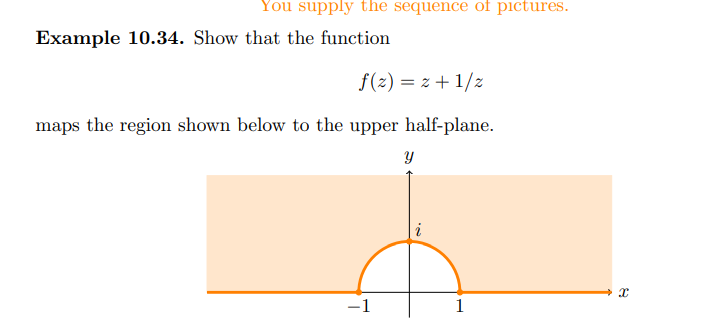 You supply the sequence of pictures.
Example 10.34. Show that the function
f(z) = z + 1/z
maps the region shown below to the upper half-plane.
y
i
x
−1
1